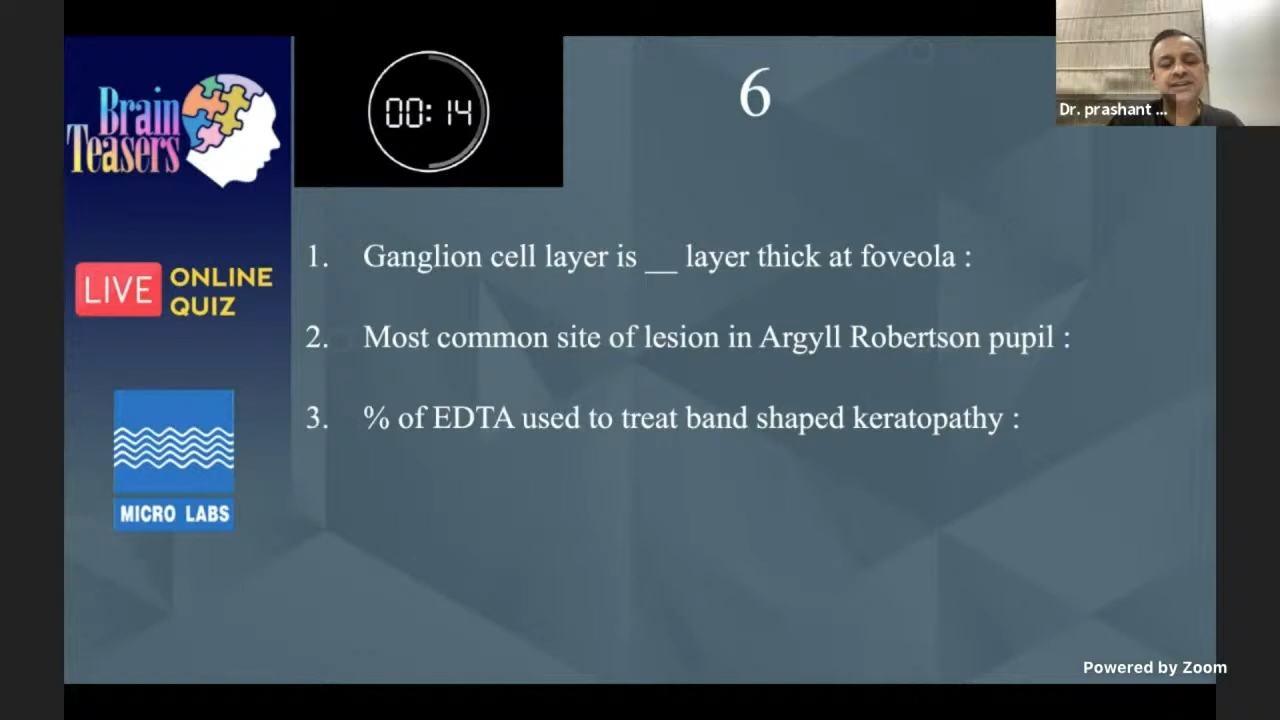 Brain
Teasers
00:14
6
Dr. prashant ...
1. Ganglion cell layer is __ layer thick at foveola :
LIVE ONLINE QUIZ
2. Most common site of lesion in Argyll Robertson pupil :
3. % of EDTA used to treat band shaped keratopathy :
MICRO LABS
Powered by Zoom